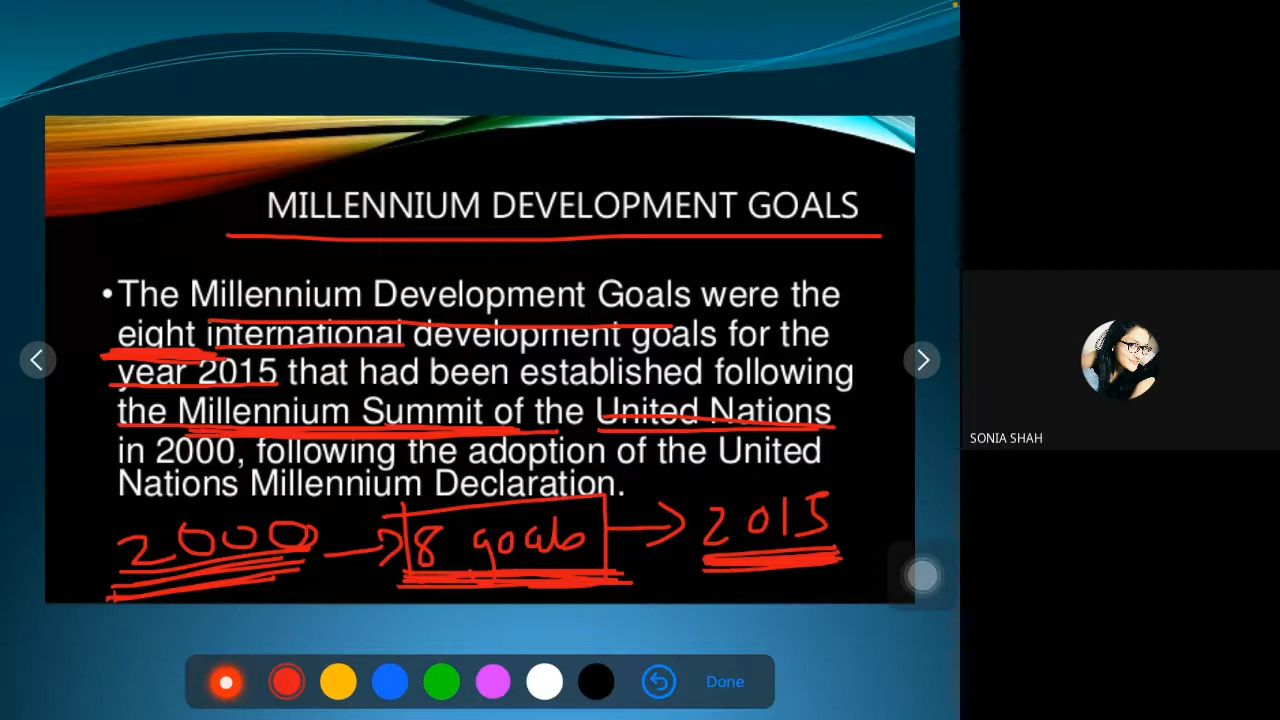 MILLENNIUM DEVELOPMENT GOALS
•The Millennium Development Goals were the
eight international development goals for the
year 2015 that had been established following
the Millennium Summit of the United Nations
in 2000, following the adoption of the United
Nations Millennium Declaration.
2000 → 8 goals → 2015
SONIA SHAH
Done